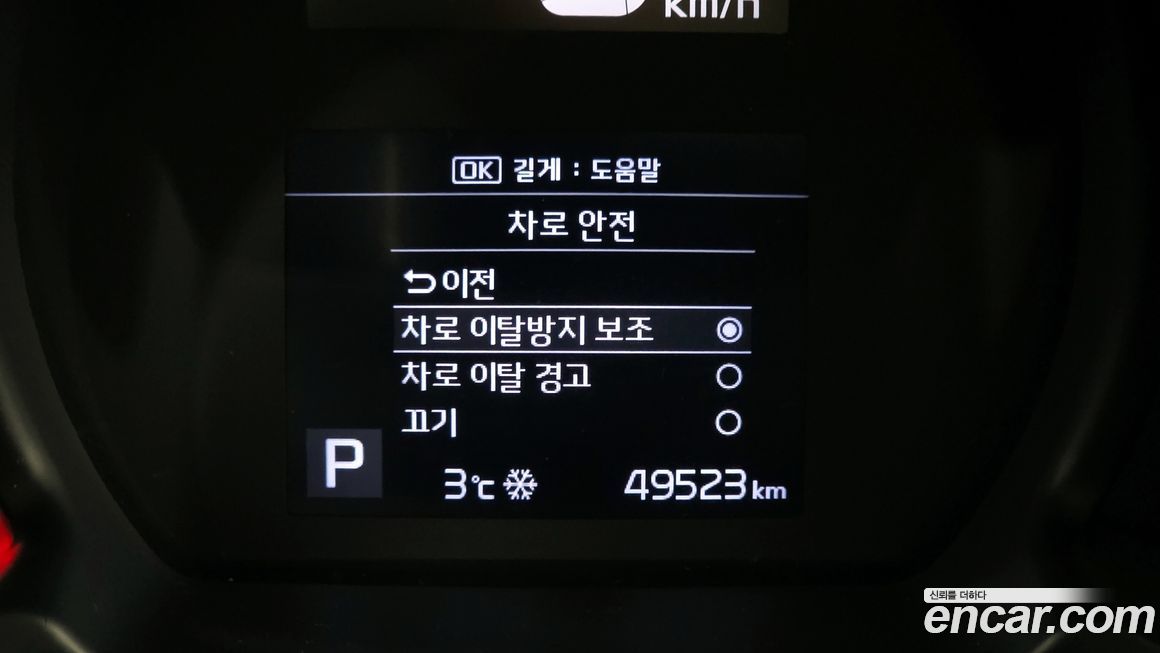 km/h
OK 길게 : 도움말
차로 안전
이전
차로 이탈방지 보조
차로 이탈 경고
끄기
P
3℃ 49523 km
신뢰를 더하다
encar.com